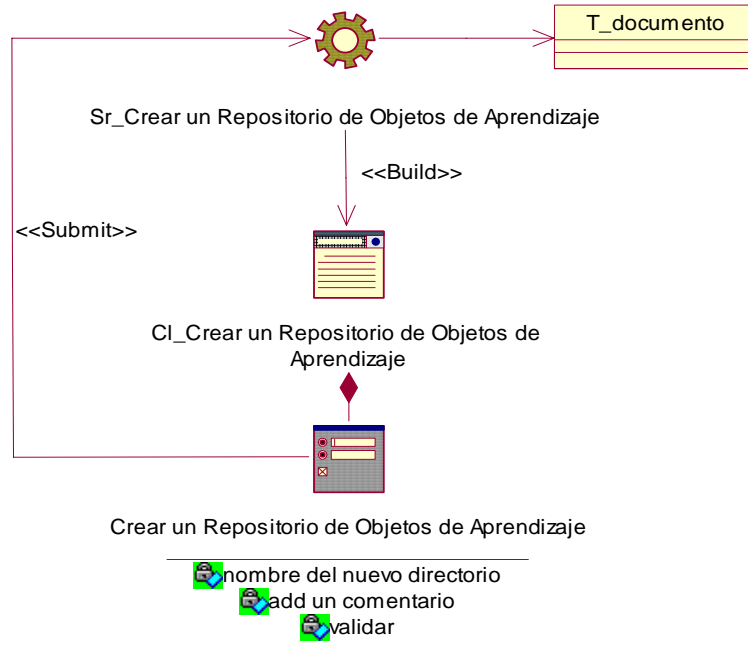 T_documento
Sr_Crear un Repositorio de Objetos de Aprendizaje
<<Build>>
<<Submit>>
Cl_Crear un Repositorio de Objetos de
Aprendizaje
Crear un Repositorio de Objetos de Aprendizaje
nombre del nuevo directorio
add un comentario
validar